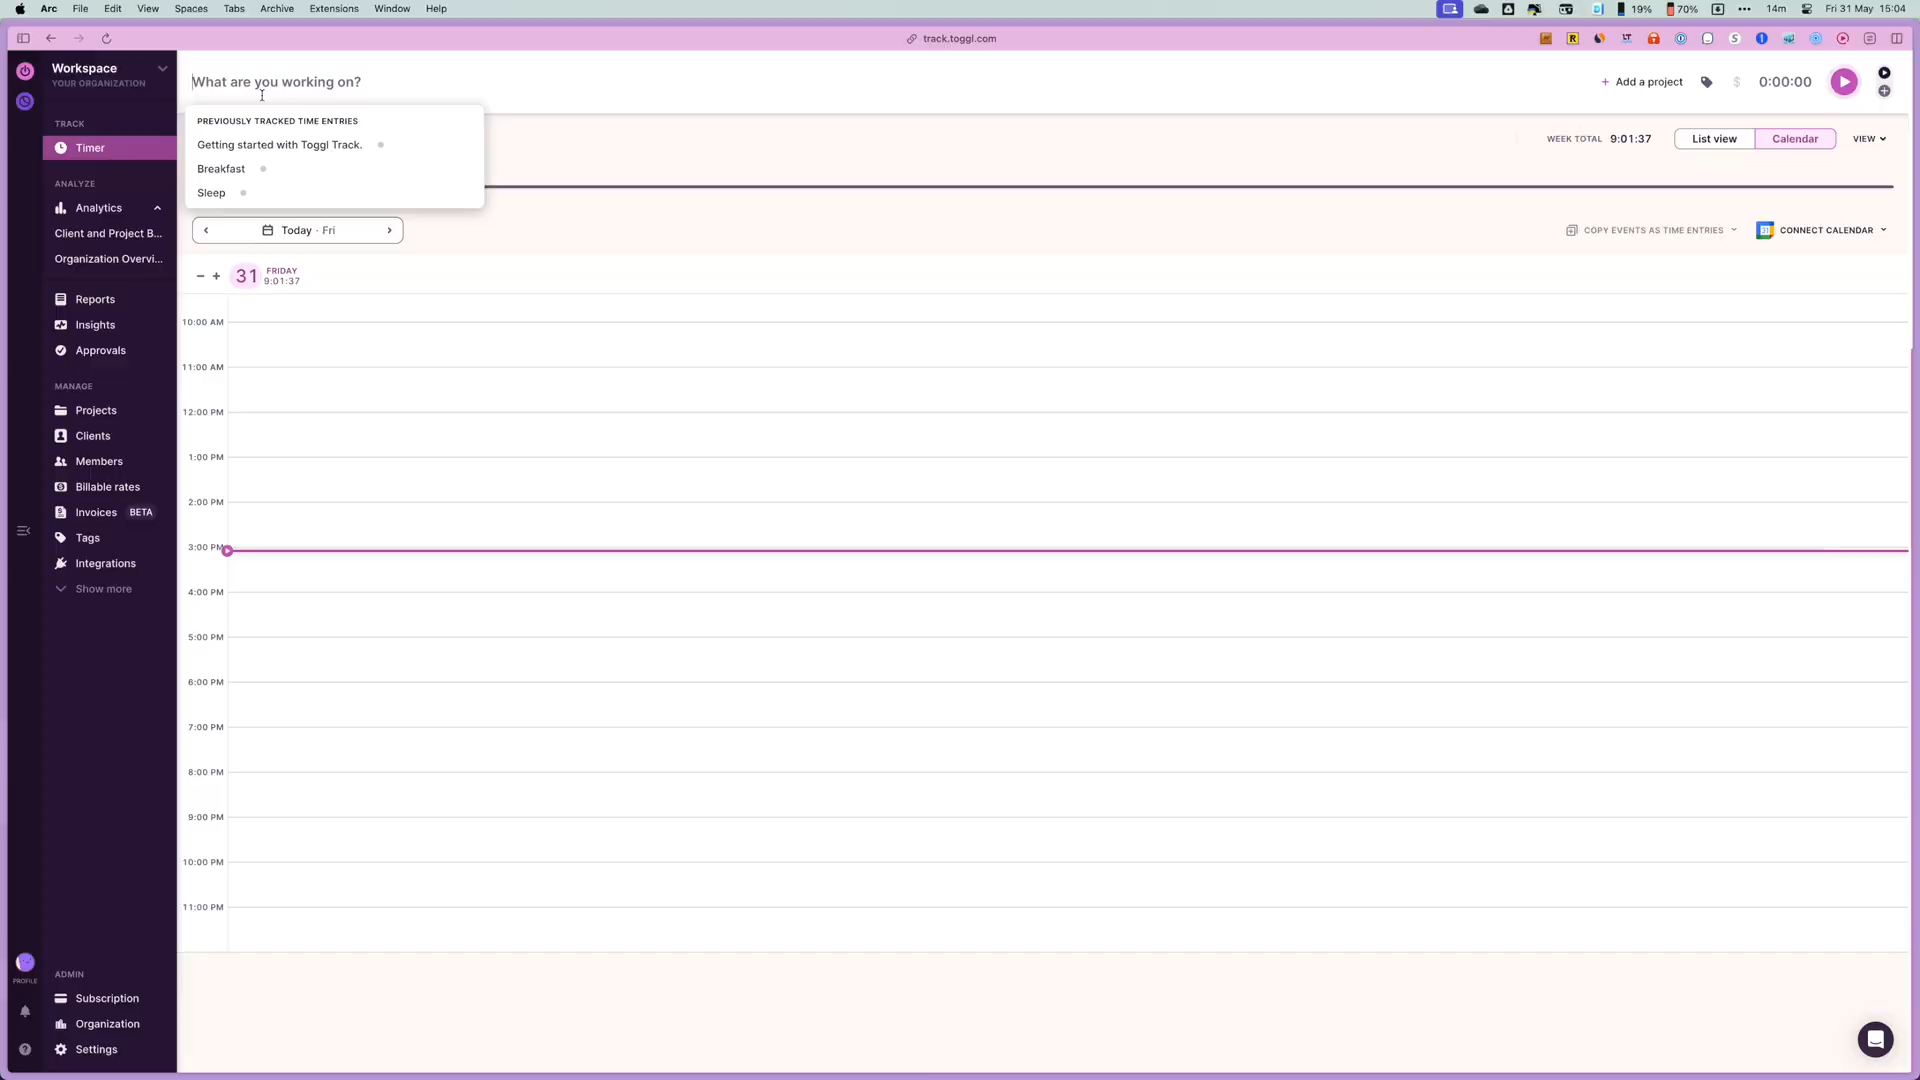 Arc File Edit View Spaces Tabs Archive Extensions Window Help 19% 70% 14m Fri 31 May 15:04
track.toggl.com
Workspace
YOUR ORGANIZATION
What are you working on?
+ Add a project $ 0:00:00
TRACK
Timer
PREVIOUSLY TRACKED TIME ENTRIES
Getting started with Toggl Track.
Breakfast
Sleep
WEEK TOTAL 9:01:37 List view Calendar VIEW
ANALYZE
Analytics
Client and Project B...
Organization Overvi...
Today · Fri
COPY EVENTS AS TIME ENTRIES CONNECT CALENDAR
− + 31 FRIDAY
9:01:37
Reports
Insights
Approvals
MANAGE
Projects
Clients
Members
Billable rates
Invoices BETA
Tags
Integrations
Show more
10:00 AM
11:00 AM
12:00 PM
1:00 PM
2:00 PM
3:00 PM
4:00 PM
5:00 PM
6:00 PM
7:00 PM
8:00 PM
9:00 PM
10:00 PM
11:00 PM
PROFILE
ADMIN
Subscription
Organization
Settings